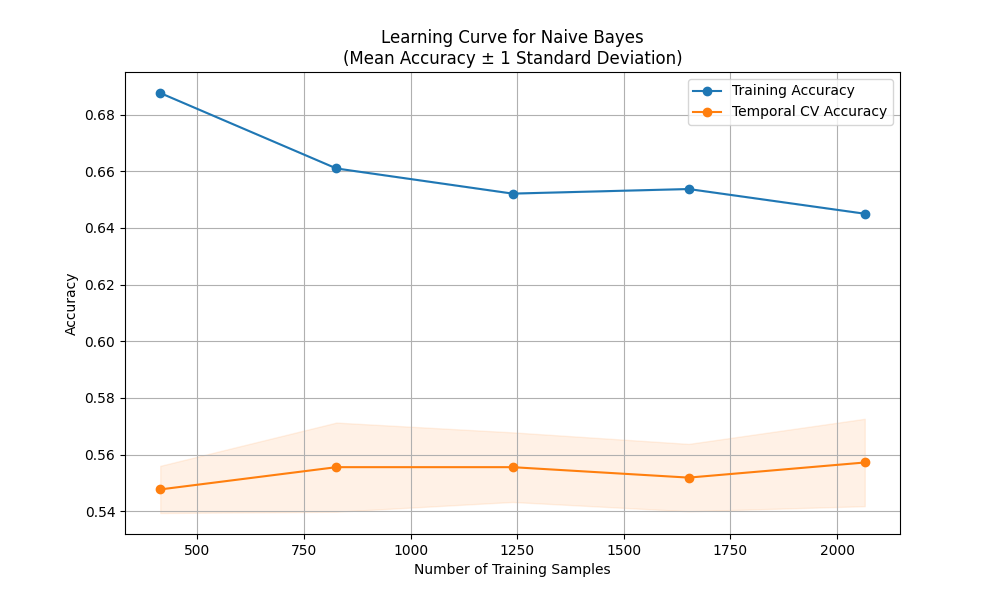 Learning Curve for Naive Bayes
(Mean Accuracy ± 1 Standard Deviation)
Training Accuracy
Temporal CV Accuracy
Accuracy
0.68
0.66
0.64
0.62
0.60
0.58
0.56
0.54
500
750
1000
1250
1500
1750
2000
Number of Training Samples